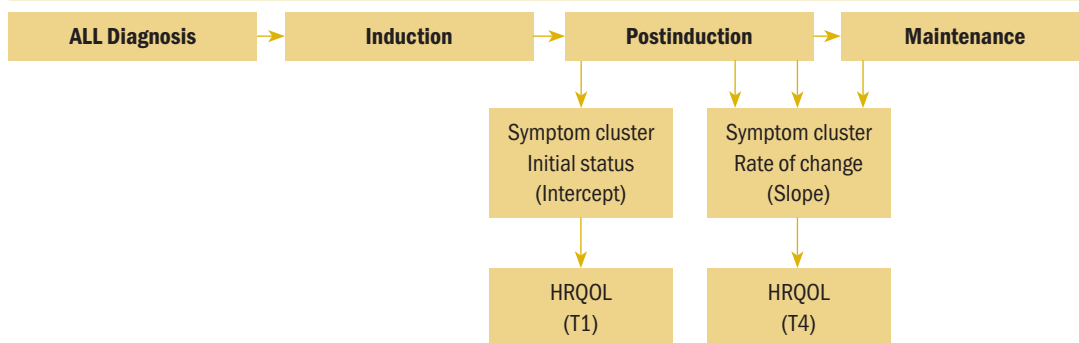 ALL Diagnosis
Induction
Postinduction
Maintenance
Symptom cluster
Initial status
(Intercept)
Symptom cluster
Rate of change
(Slope)
HRQOL
(T1)
HRQOL
(T4)